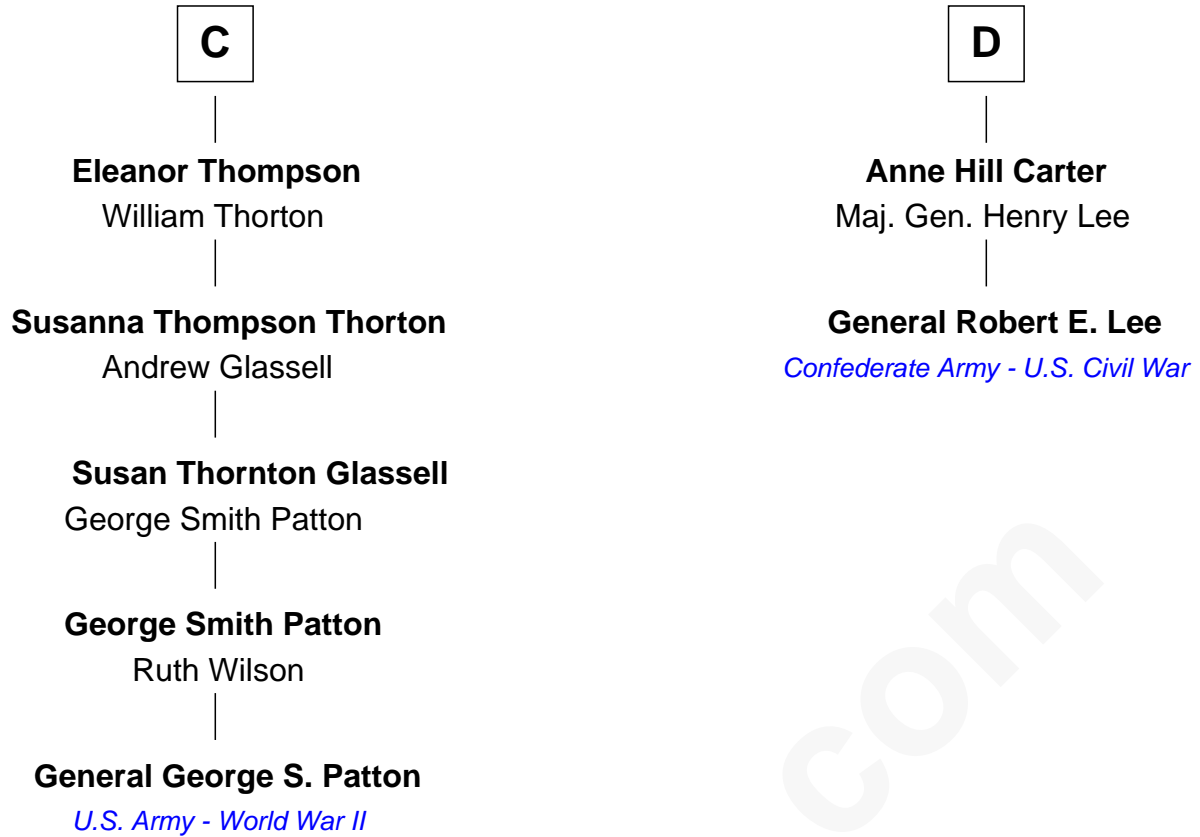 C
Eleanor Thompson
William Thorton
Susanna Thompson Thorton
Andrew Glassell
Susan Thornton Glassell
George Smith Patton
George Smith Patton
Ruth Wilson
General George S. Patton
U.S. Army - World War II
D
Anne Hill Carter
Maj. Gen. Henry Lee
General Robert E. Lee
Confederate Army - U.S. Civil War
com